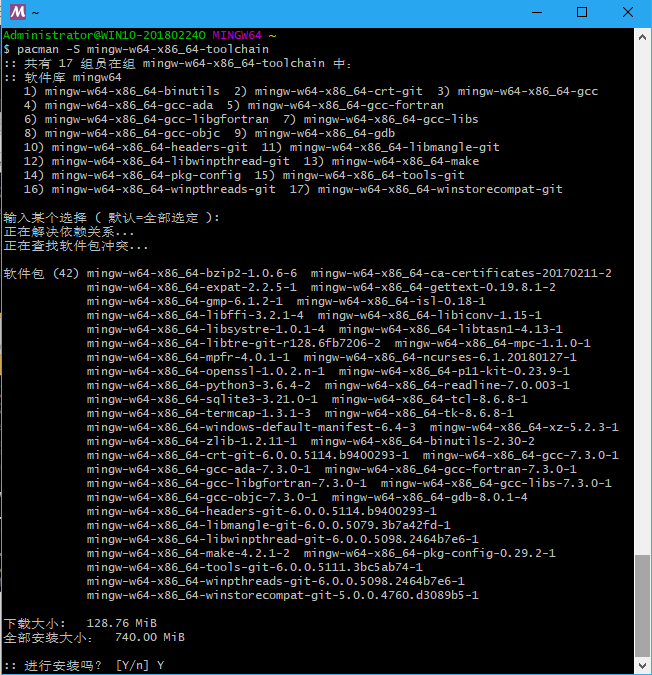 ~
Administrator@WIN10-201802240 MINGW64 ~
$ pacman -S mingw-w64-x86_64-toolchain
:: 共有 17 组员在组 mingw-w64-x86_64-toolchain 中:
:: 软件库 mingw64
1) mingw-w64-x86_64-binutils 2) mingw-w64-x86_64-crt-git 3) mingw-w64-x86_64-gcc
4) mingw-w64-x86_64-gcc-ada 5) mingw-w64-x86_64-gcc-fortran
6) mingw-w64-x86_64-gcc-libgfortran 7) mingw-w64-x86_64-gcc-libs
8) mingw-w64-x86_64-gcc-objc 9) mingw-w64-x86_64-gdb
10) mingw-w64-x86_64-headers-git 11) mingw-w64-x86_64-libmangle-git
12) mingw-w64-x86_64-libwinpthread-git 13) mingw-w64-x86_64-make
14) mingw-w64-x86_64-pkg-config 15) mingw-w64-x86_64-tools-git
16) mingw-w64-x86_64-winpthreads-git 17) mingw-w64-x86_64-winstorecompat-git
输入某个选择 ( 默认=全部选定 ):
正在解决依赖关系...
正在查找软件包冲突...
软件包 (42) mingw-w64-x86_64-bzip2-1.0.6-6 mingw-w64-x86_64-ca-certificates-20170211-2
mingw-w64-x86_64-expat-2.2.5-1 mingw-w64-x86_64-gettext-0.19.8.1-2
mingw-w64-x86_64-gmp-6.1.2-1 mingw-w64-x86_64-isl-0.18-1
mingw-w64-x86_64-libffi-3.2.1-4 mingw-w64-x86_64-libiconv-1.15-1
mingw-w64-x86_64-libsystre-1.0.1-4 mingw-w64-x86_64-libtasn1-4.13-1
mingw-w64-x86_64-libtre-git-r128.6fb7206-2 mingw-w64-x86_64-mpc-1.1.0-1
mingw-w64-x86_64-mpfr-4.0.1-1 mingw-w64-x86_64-ncurses-6.1.20180127-1
mingw-w64-x86_64-openssl-1.0.2.n-1 mingw-w64-x86_64-p11-kit-0.23.9-1
mingw-w64-x86_64-python3-3.6.4-2 mingw-w64-x86_64-readline-7.0.003-1
mingw-w64-x86_64-sqlite3-3.21.0-1 mingw-w64-x86_64-tcl-8.6.8-1
mingw-w64-x86_64-termcap-1.3.1-3 mingw-w64-x86_64-tk-8.6.8-1
mingw-w64-x86_64-windows-default-manifest-6.4-3 mingw-w64-x86_64-xz-5.2.3-1
mingw-w64-x86_64-zlib-1.2.11-1 mingw-w64-x86_64-binutils-2.30-2
mingw-w64-x86_64-crt-git-6.0.0.5114.b9400293-1 mingw-w64-x86_64-gcc-7.3.0-1
mingw-w64-x86_64-gcc-ada-7.3.0-1 mingw-w64-x86_64-gcc-fortran-7.3.0-1
mingw-w64-x86_64-gcc-libgfortran-7.3.0-1 mingw-w64-x86_64-gcc-libs-7.3.0-1
mingw-w64-x86_64-gcc-objc-7.3.0-1 mingw-w64-x86_64-gdb-8.0.1-4
mingw-w64-x86_64-headers-git-6.0.0.5114.b9400293-1
mingw-w64-x86_64-libmangle-git-6.0.0.5079.3b7a42fd-1
mingw-w64-x86_64-libwinpthread-git-6.0.0.5098.2464b7e6-1
mingw-w64-x86_64-make-4.2.1-2 mingw-w64-x86_64-pkg-config-0.29.2-1
mingw-w64-x86_64-tools-git-6.0.0.5111.3bc5ab74-1
mingw-w64-x86_64-winpthreads-git-6.0.0.5098.2464b7e6-1
mingw-w64-x86_64-winstorecompat-git-5.0.0.4760.d3089b5-1
下载大小: 128.76 MiB
全部安装大小: 740.00 MiB
:: 进行安装吗? [Y/n] Y